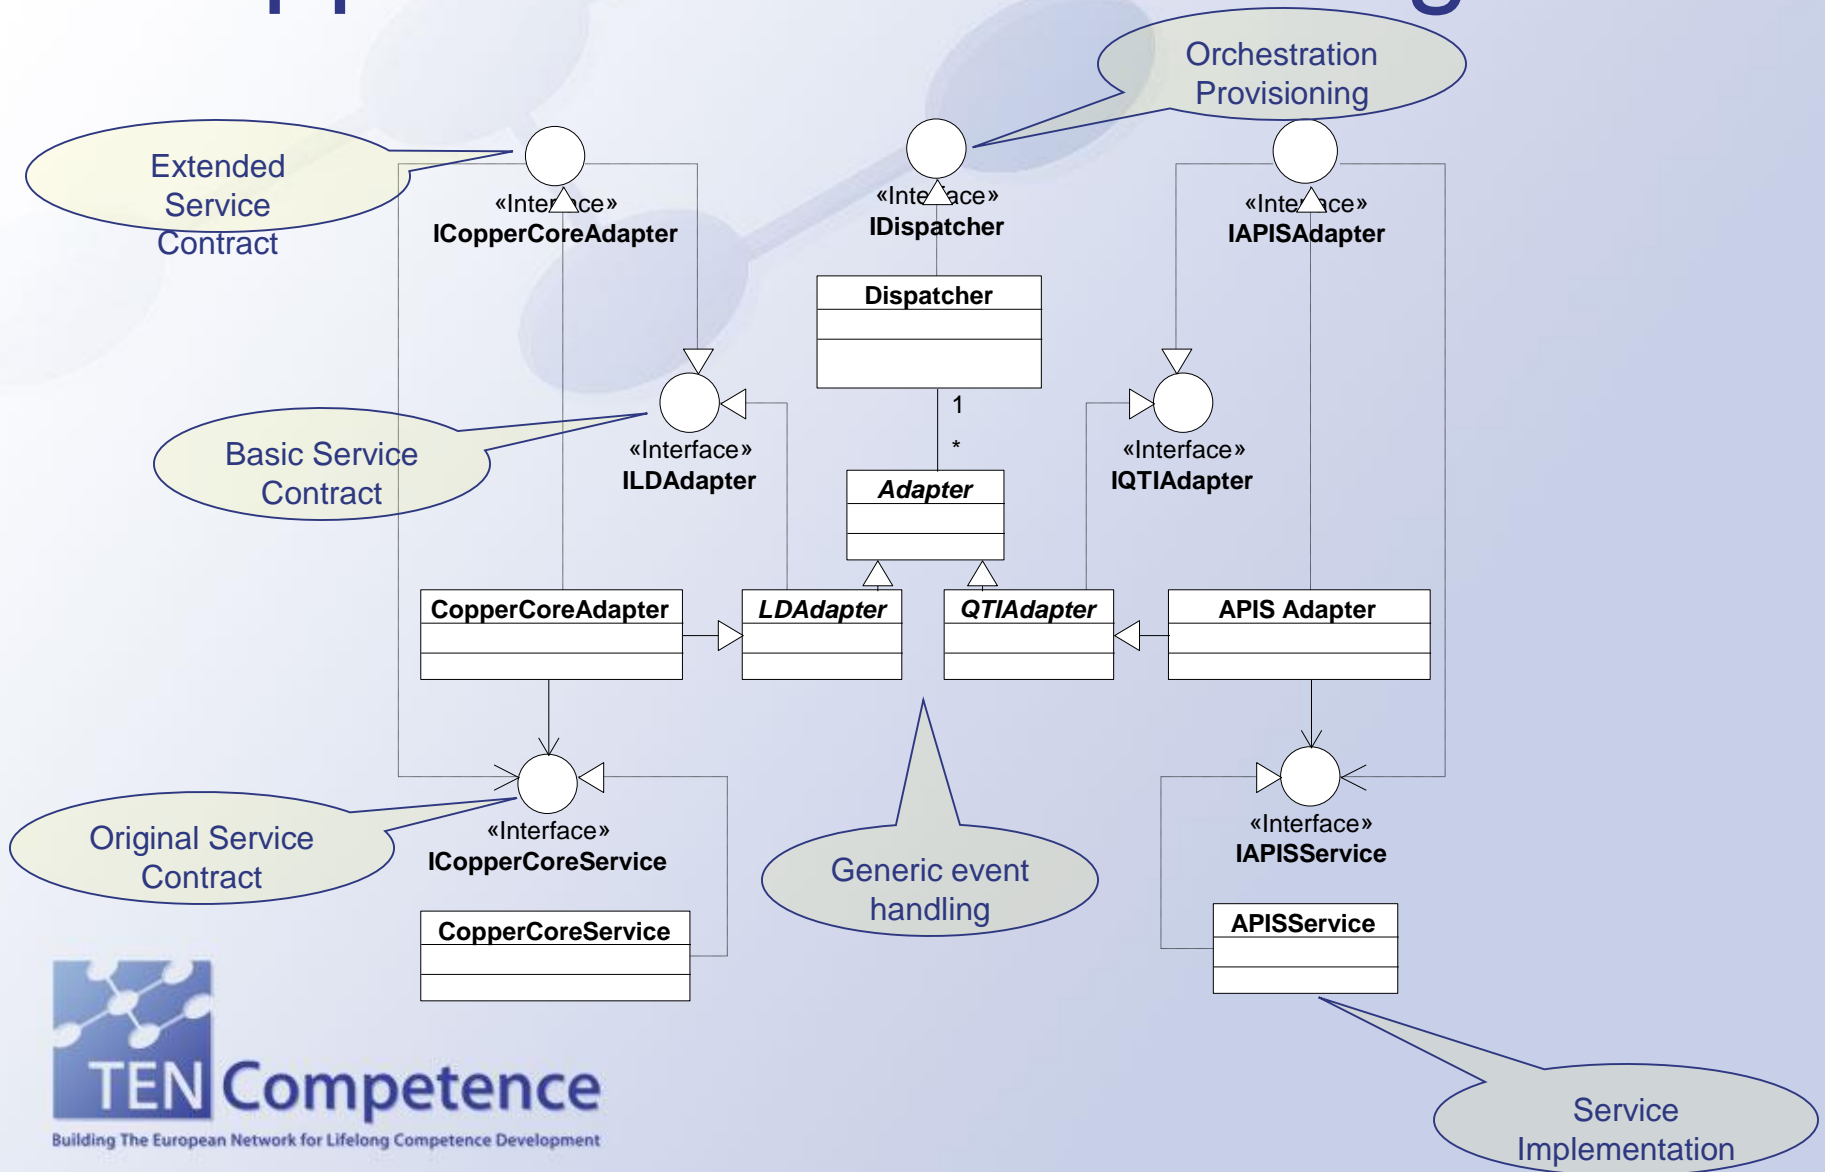 Orchestration
Provisioning
Extended
Service
Contract
«Interface»
ICopperCoreAdapter
«Interface»
IDispatcher
«Interface»
IAPISAdapter
Dispatcher
1
*
Basic Service
Contract
«Interface»
ILDAdapter
«Interface»
IQTIAdapter
Adapter
CopperCoreAdapter
LDAdapter
QTIAdapter
APIS Adapter
Original Service
Contract
«Interface»
ICopperCoreService
«Interface»
IAPISService
Generic event
handling
CopperCoreService
APISService
TENCompetence
Building The European Network for Lifelong Competence Development
Service
Implementation